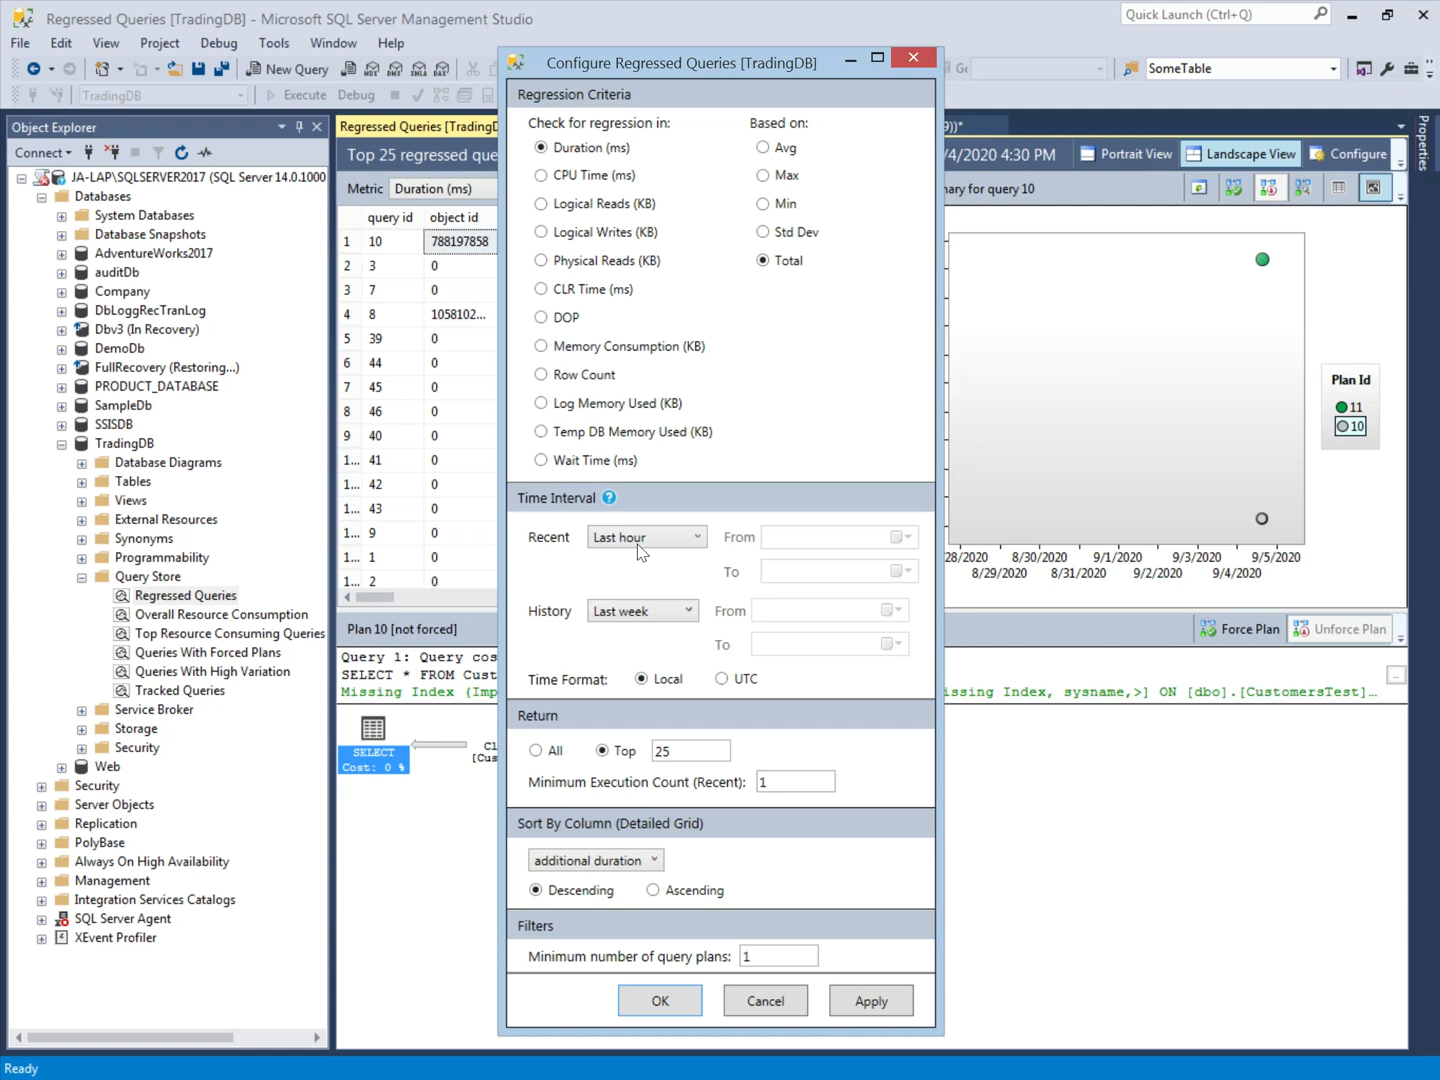 Regressed Queries [TradingDB] - Microsoft SQL Server Management Studio
Quick Launch (Ctrl+Q)
File Edit View Project Debug Tools Window Help
New Query
SomeTable
TradingDB
Execute Debug
Object Explorer
Connect
JA-LAP\SQLSERVER2017 (SQL Server 14.0.1000
Databases
System Databases
Database Snapshots
AdventureWorks2017
auditDb
Company
DbLoggRecTranLog
Dbv3 (In Recovery)
DemoDb
FullRecovery (Restoring...)
PRODUCT_DATABASE
SampleDb
SSISDB
TradingDB
Database Diagrams
Tables
Views
External Resources
Synonyms
Programmability
Query Store
Regressed Queries
Overall Resource Consumption
Top Resource Consuming Queries
Queries With Forced Plans
Queries With High Variation
Tracked Queries
Service Broker
Storage
Security
Web
Security
Server Objects
Replication
PolyBase
Always On High Availability
Management
Integration Services Catalogs
SQL Server Agent
XEvent Profiler
Regressed Queries [TradingD
Top 25 regressed que
Metric Duration (ms)
query id object id
1 10 788197858
2 3 0
3 7 0
4 8 1058102...
5 39 0
6 44 0
7 45 0
8 46 0
9 40 0
1... 41 0
1... 42 0
1... 43 0
1... 9 0
1... 1 0
1... 2 0
Plan 10 [not forced]
Query 1: Query cos
SELECT * FROM Cust
Missing Index (Imp
SELECT
Cost: 0 %
Cl
[Cus
Configure Regressed Queries [TradingDB]
Regression Criteria
Check for regression in: Based on:
Duration (ms) Avg
CPU Time (ms) Max
Logical Reads (KB) Min
Logical Writes (KB) Std Dev
Physical Reads (KB) Total
CLR Time (ms)
DOP
Memory Consumption (KB)
Row Count
Log Memory Used (KB)
Temp DB Memory Used (KB)
Wait Time (ms)
Time Interval ?
Recent Last hour From
To
History Last week From
To
Time Format: Local UTC
Return
All Top 25
Minimum Execution Count (Recent): 1
Sort By Column (Detailed Grid)
additional duration
Descending Ascending
Filters
Minimum number of query plans: 1
OK Cancel Apply
9))*
/4/2020 4:30 PM Portrait View Landscape View Configure
mary for query 10
Plan Id
11
10
28/2020 8/30/2020 9/1/2020 9/3/2020 9/5/2020
8/29/2020 8/31/2020 9/2/2020 9/4/2020
Force Plan Unforce Plan
issing Index, sysname,>] ON [dbo].[CustomersTest]...
...
Properties
Ready